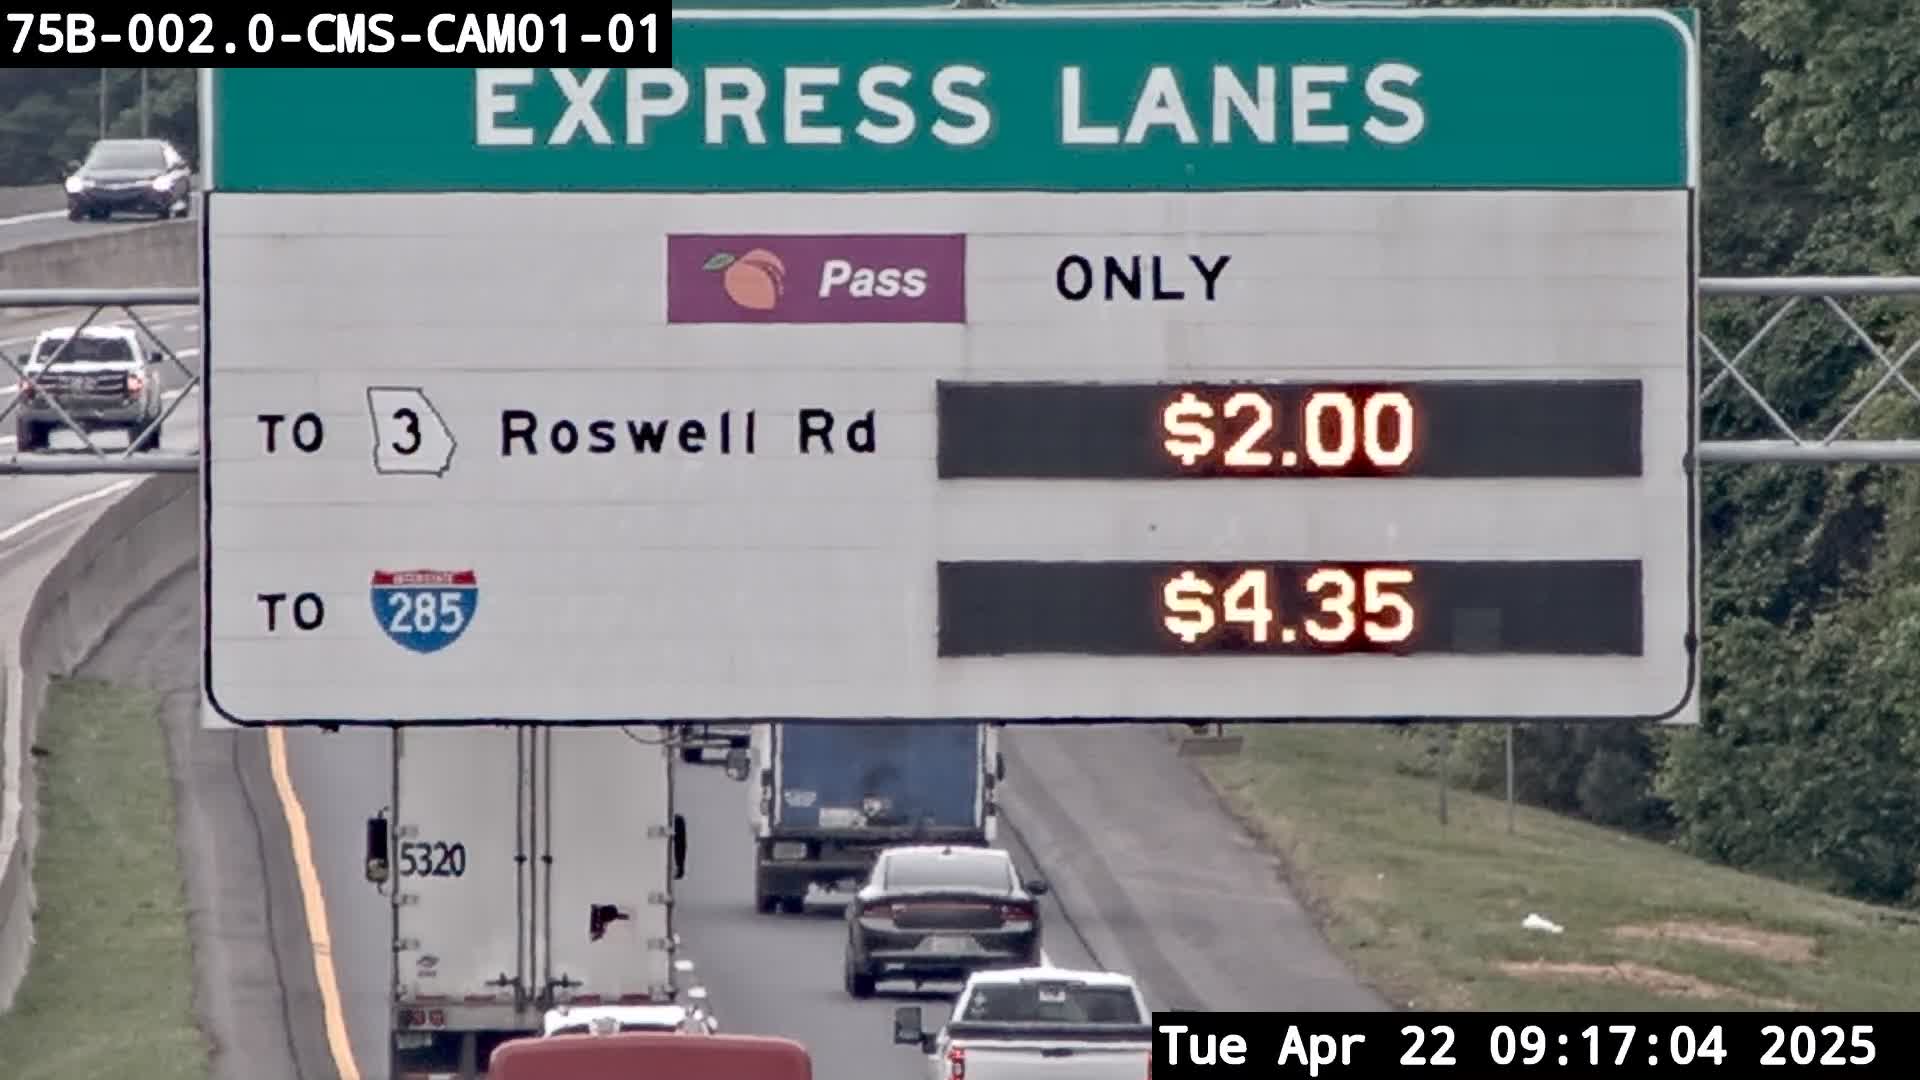 75B-002.0-CMS-CAM01-01
EXPRESS LANES
Pass ONLY
TO 3 Roswell Rd $2.00
TO 285 $4.35
5320
Tue Apr 22 09:17:04 2025